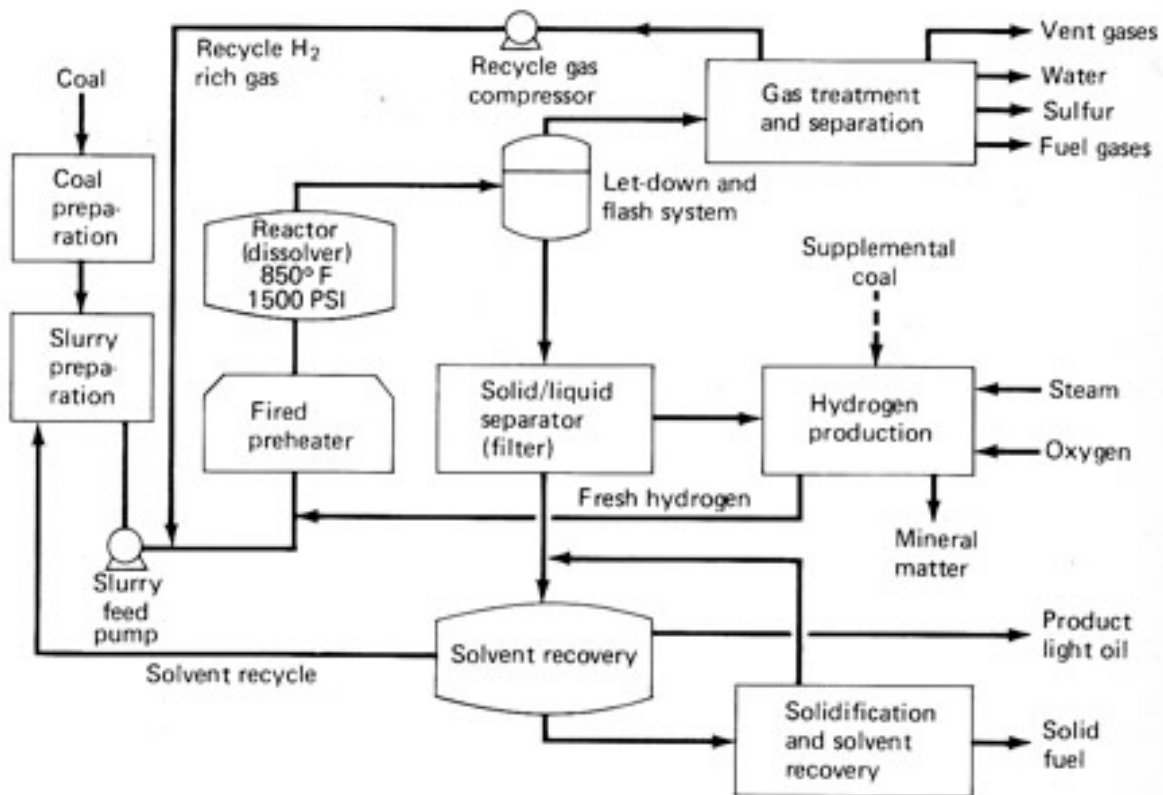 Recycle H2
rich gas
Recycle gas
compressor
Gas treatment
and separation
Vent gases
Water
Sulfur
Fuel gases
Coal
Coal
prepa-
ration
Reactor
(dissolver)
850° F
1500 PSI
Let-down and
flash system
Supplemental
coal
Slurry
prepa-
ration
Fired
preheater
Solid/liquid
separator
(filter)
Hydrogen
production
Steam
Oxygen
Fresh hydrogen
Mineral
matter
Slurry
feed
pump
Solvent recycle
Solvent recovery
Product
light oil
Solidification
and solvent
recovery
Solid
fuel